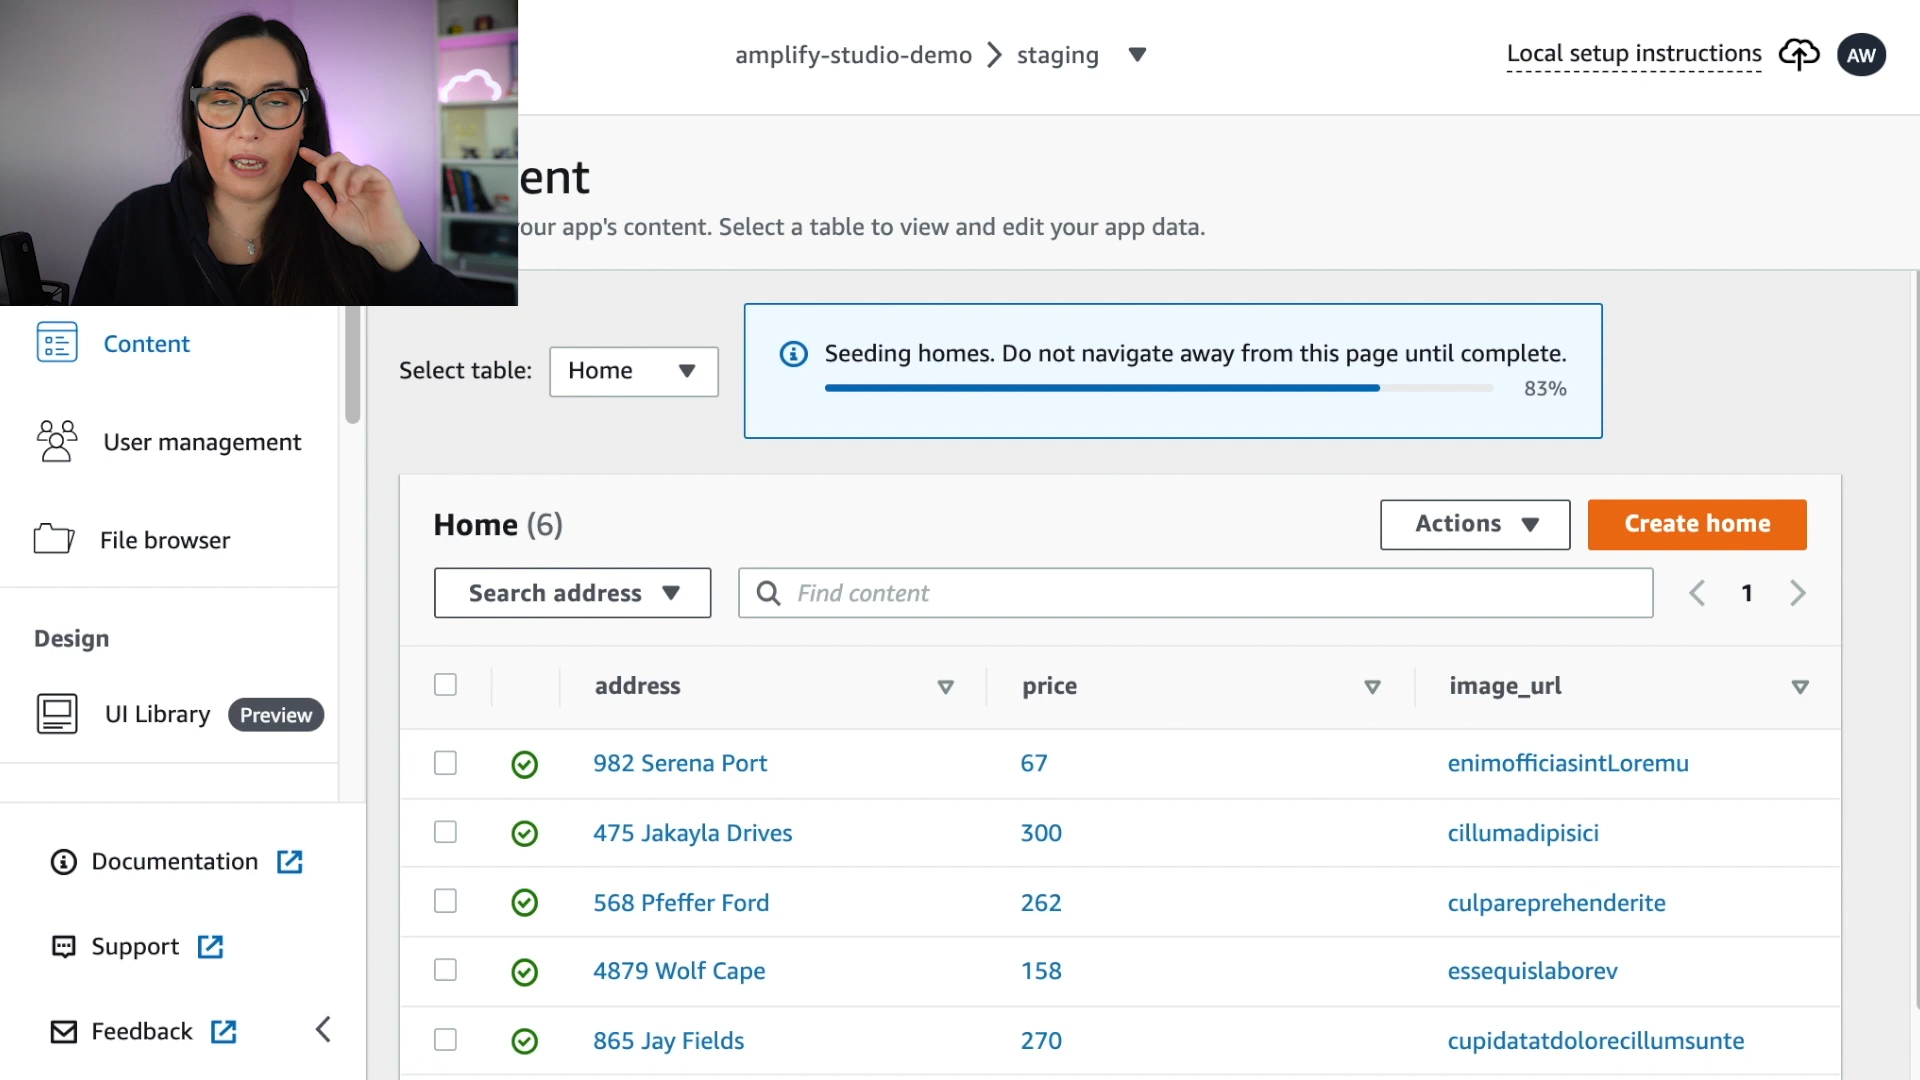 amplify-studio-demo > staging
Local setup instructions
AW
ent
our app's content. Select a table to view and edit your app data.
Content
User management
File browser
Design
UI Library Preview
Documentation
Support
Feedback
Select table: Home
Seeding homes. Do not navigate away from this page until complete.
83%
Home (6)
Actions
Create home
Search address
Find content
1
address price image_url
982 Serena Port 67 enimofficiasintLoremu
475 Jakayla Drives 300 cillumadipisici
568 Pfeffer Ford 262 culpareprehenderite
4879 Wolf Cape 158 essequislaborev
865 Jay Fields 270 cupidatatdolorecillumsunte